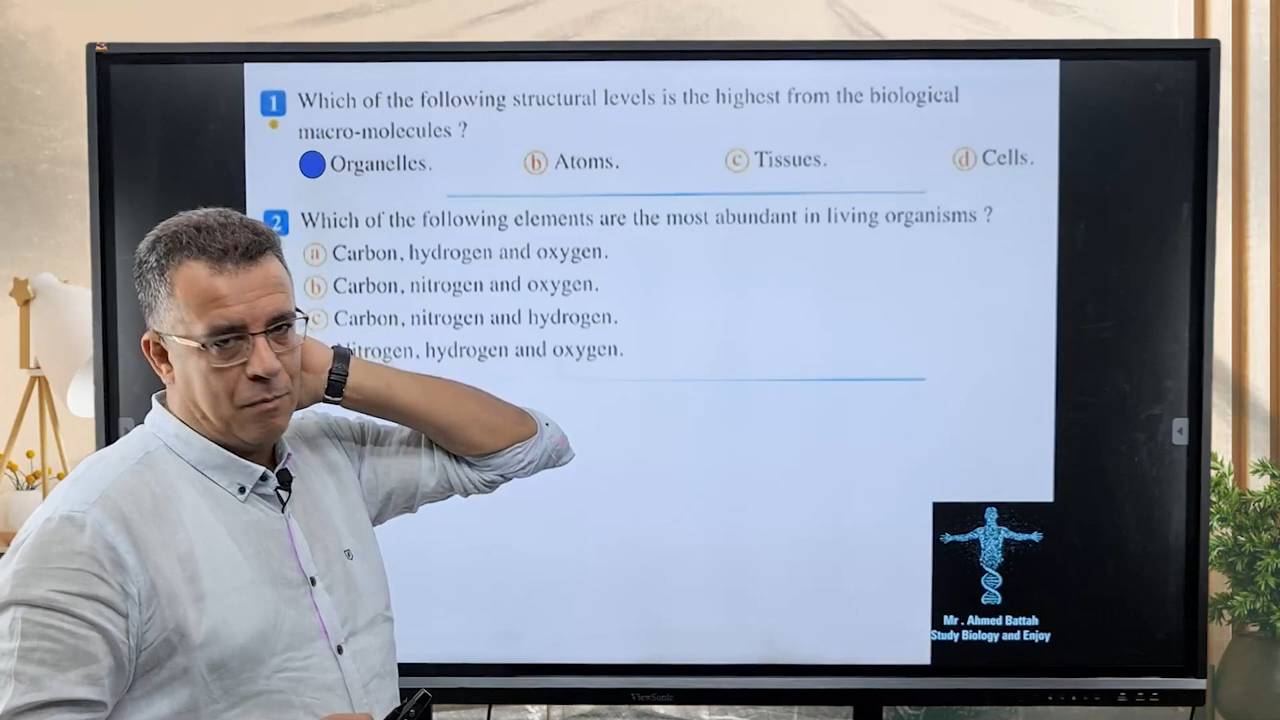 1 Which of the following structural levels is the highest from the biological
macro-molecules ?
Organelles. b Atoms. c Tissues. d Cells.
2 Which of the following elements are the most abundant in living organisms ?
a Carbon, hydrogen and oxygen.
b Carbon, nitrogen and oxygen.
c Carbon, nitrogen and hydrogen.
Nitrogen, hydrogen and oxygen.
Mr . Ahmed Battah
Study Biology and Enjoy
ViewSonic